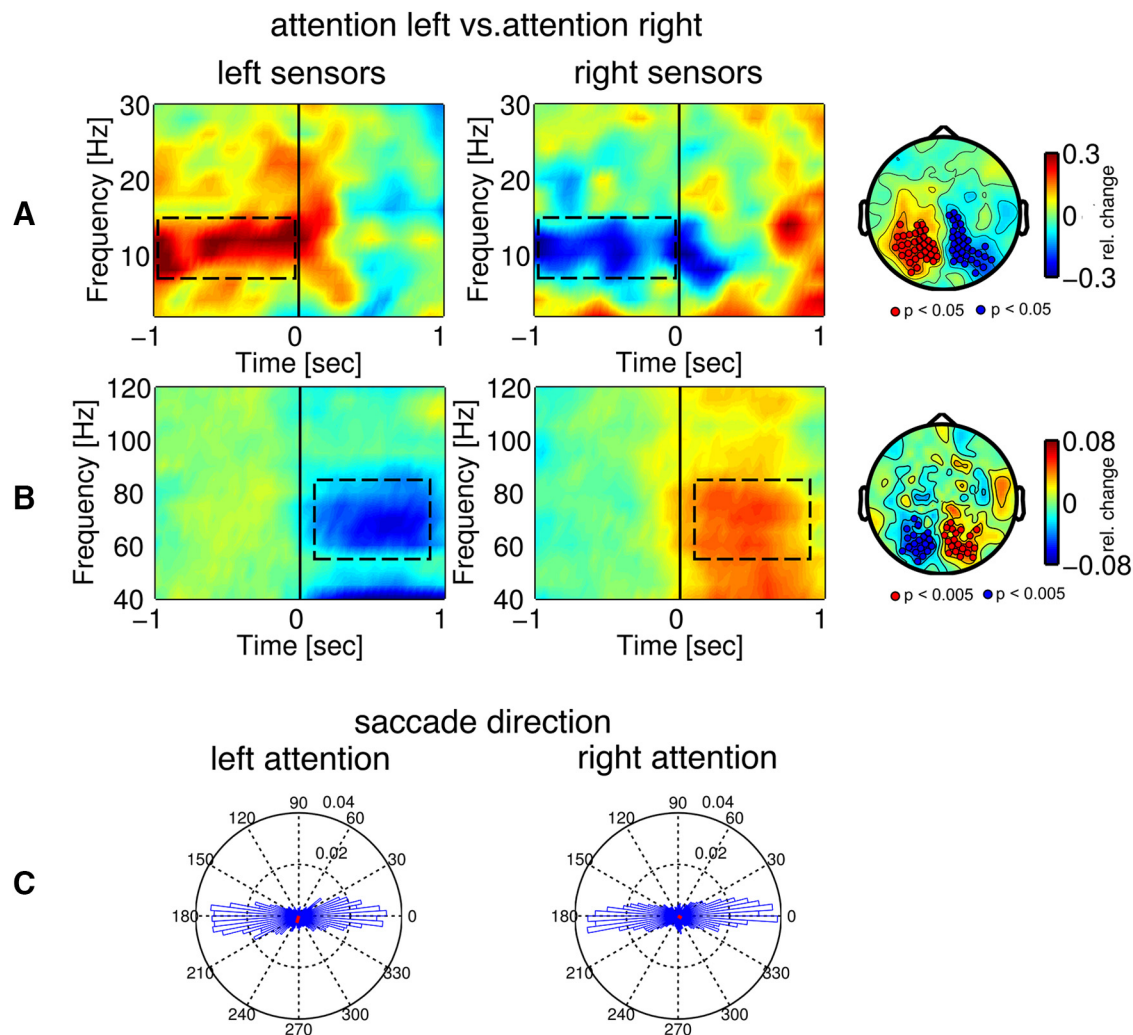 attention left vs.attention right
left sensors
right sensors
A
Frequency [Hz]
30
20
10
−1 0 1
Time [sec]
Frequency [Hz]
30
20
10
−1 0 1
Time [sec]
0.3
0
−0.3
rel. change
p < 0.05 p < 0.05
B
Frequency [Hz]
120
100
80
60
40
−1 0 1
Time [sec]
Frequency [Hz]
120
100
80
60
40
−1 0 1
Time [sec]
0.08
0
−0.08
rel. change
p < 0.005 p < 0.005
saccade direction
left attention
right attention
C
90 0.04
120 60
0.02
150 30
180 0
210 330
240 300
270
90 0.04
120 60
0.02
150 30
180 0
210 330
240 300
270